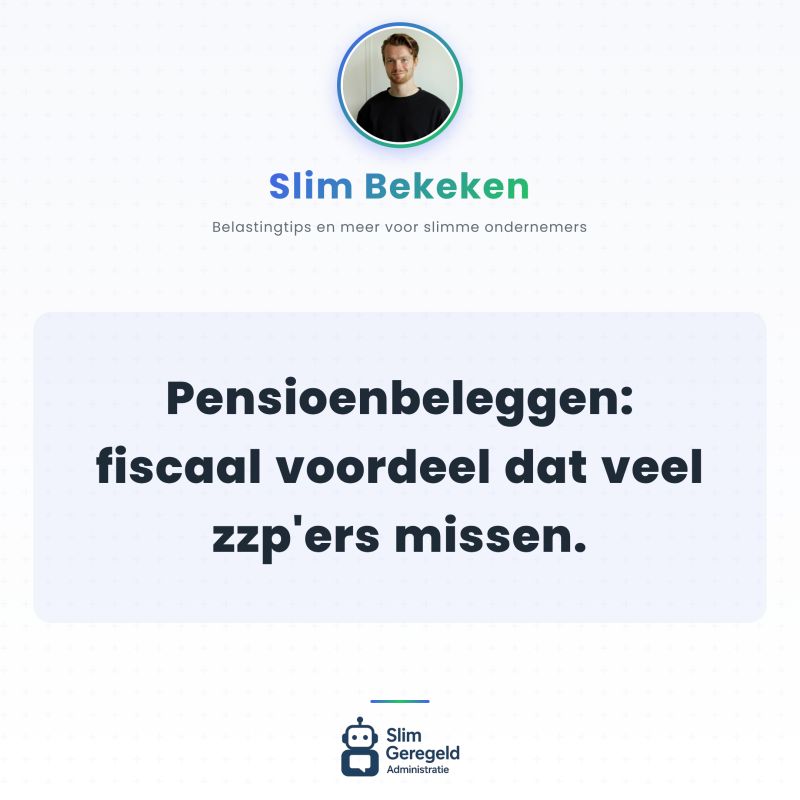 Slim Bekeken
Belastingtips en meer voor slimme ondernemers
Pensioenbeleggen:
fiscaal voordeel dat veel
zzp'ers missen.
Slim
Geregeld
Administratie